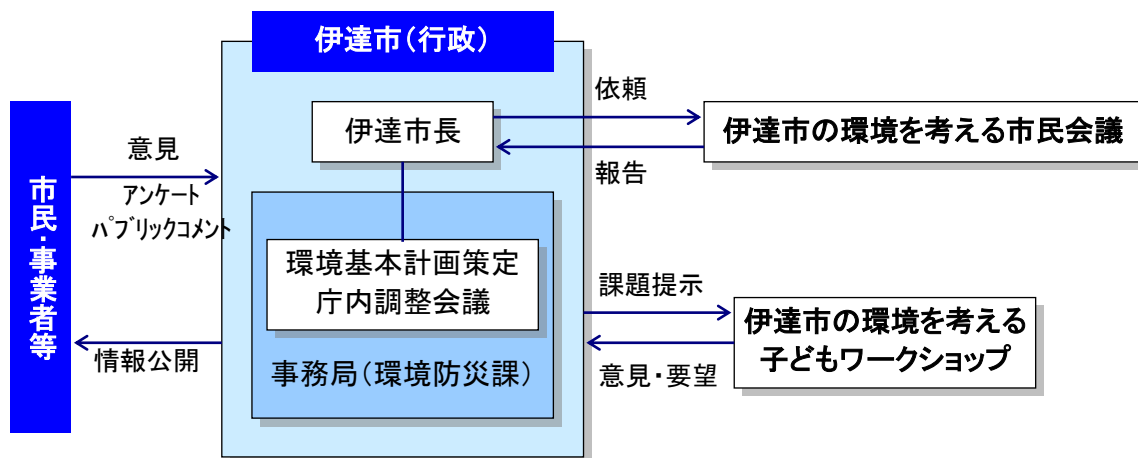 伊達市（行政）
市民・事業者等
意見
アンケート
パブリックコメント
情報公開
伊達市長
環境基本計画策定
庁内調整会議
事務局（環境防災課）
依頼
報告
伊達市の環境を考える市民会議
課題提示
意見・要望
伊達市の環境を考える
子どもワークショップ